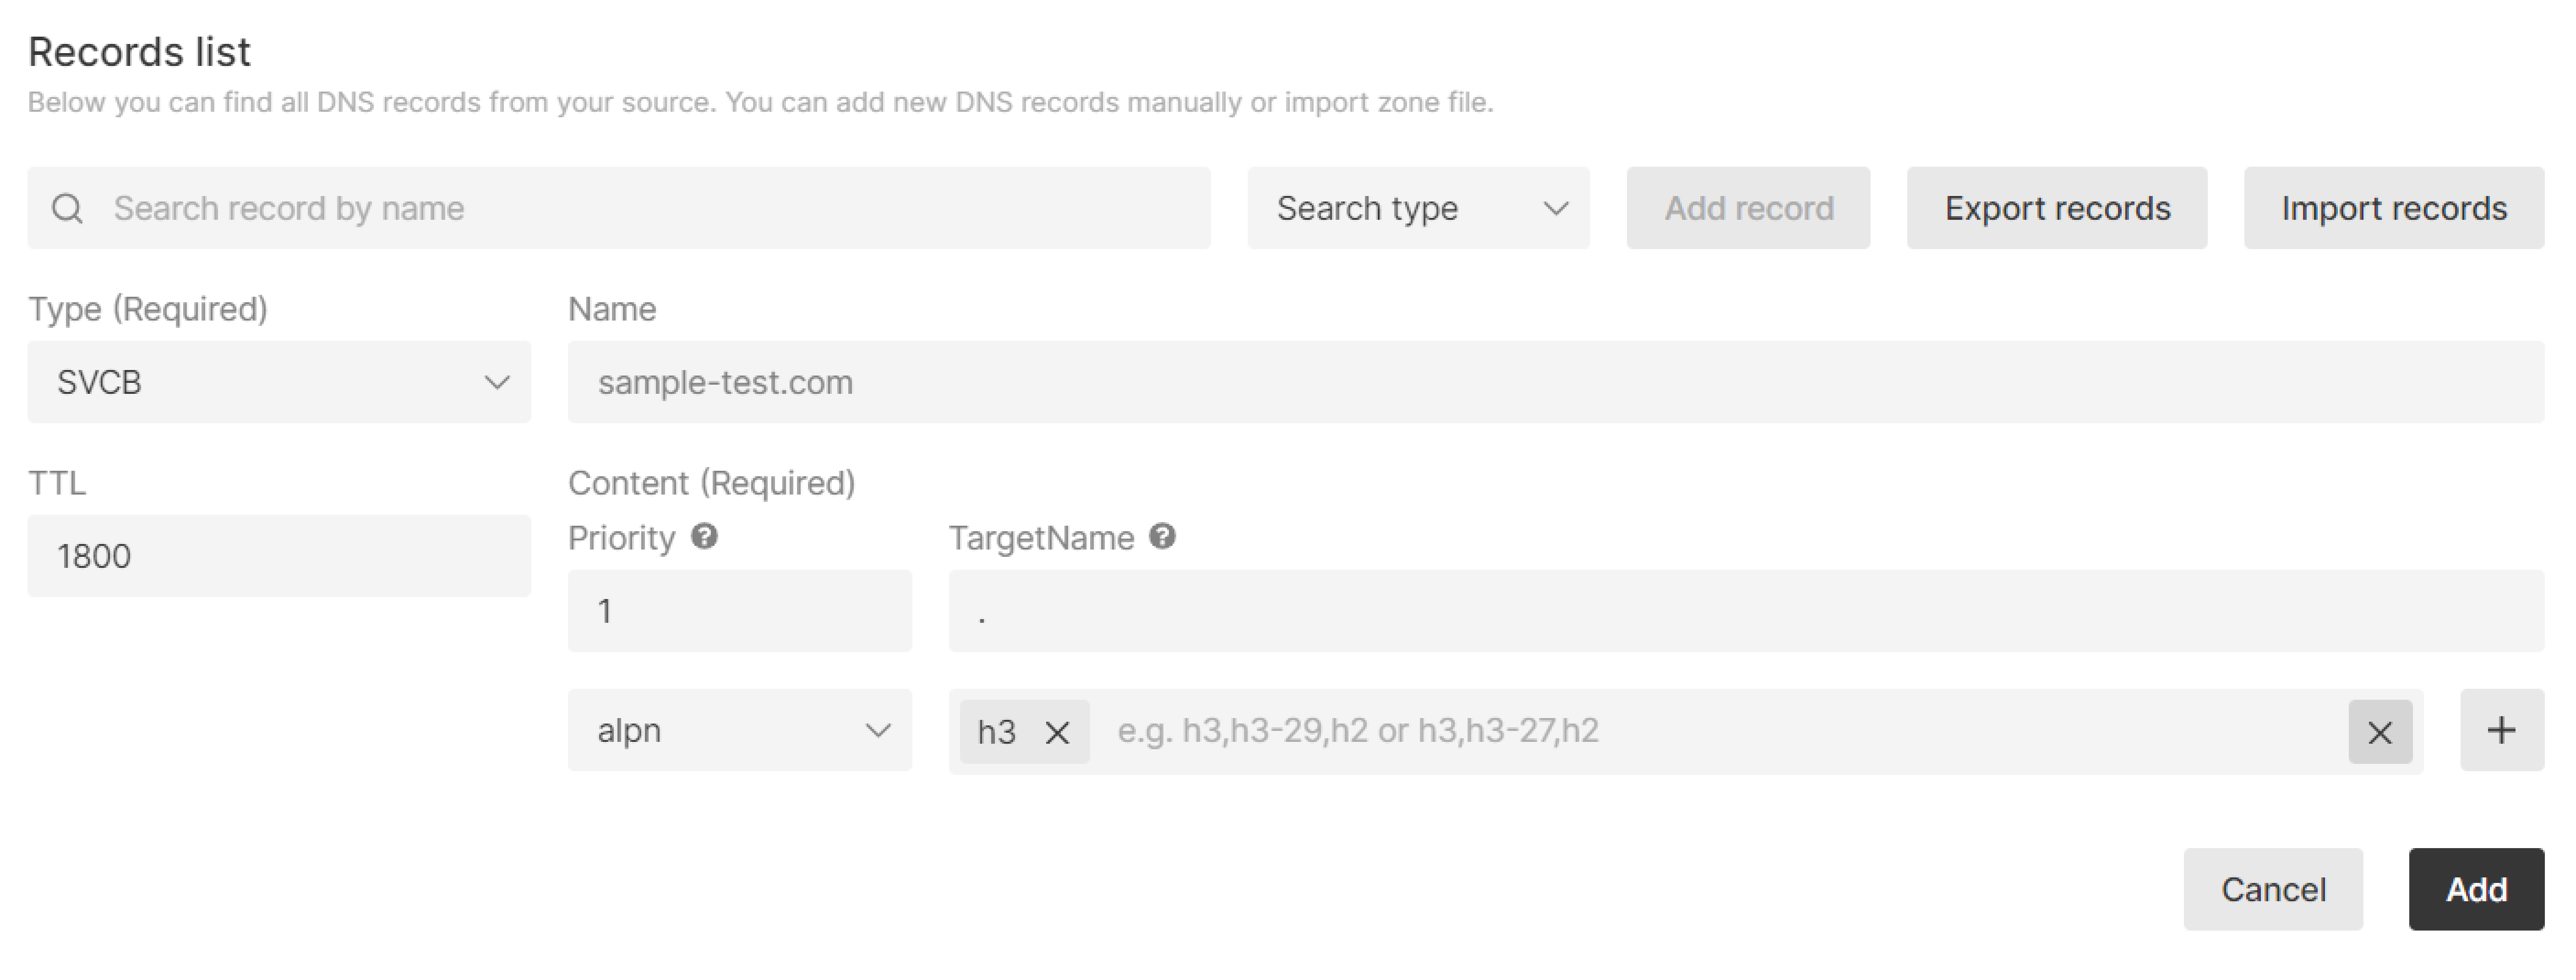 Records list
Below you can find all DNS records from your source. You can add new DNS records manually or import zone file.
Search record by name
Search type
Add record
Export records
Import records
Type (Required)
Name
SVCB
sample-test.com
TTL
Content (Required)
Priority ?
TargetName ?
1800
1
.
alpn
h3
e.g. h3,h3-29,h2 or h3,h3-27,h2
Cancel
Add